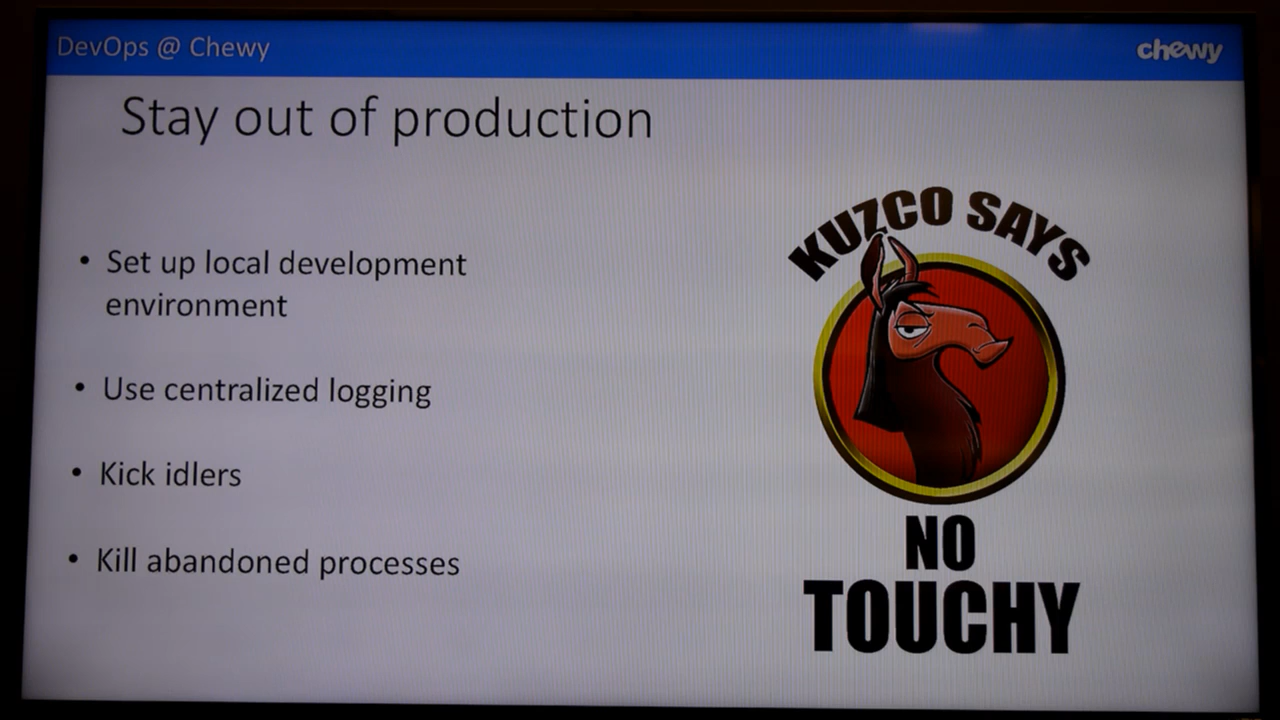 DevOps @ Chewy
chewy
Stay out of production
• Set up local development
environment
• Use centralized logging
• Kick idlers
• Kill abandoned processes
KUZCO SAYS
NO
TOUCHY